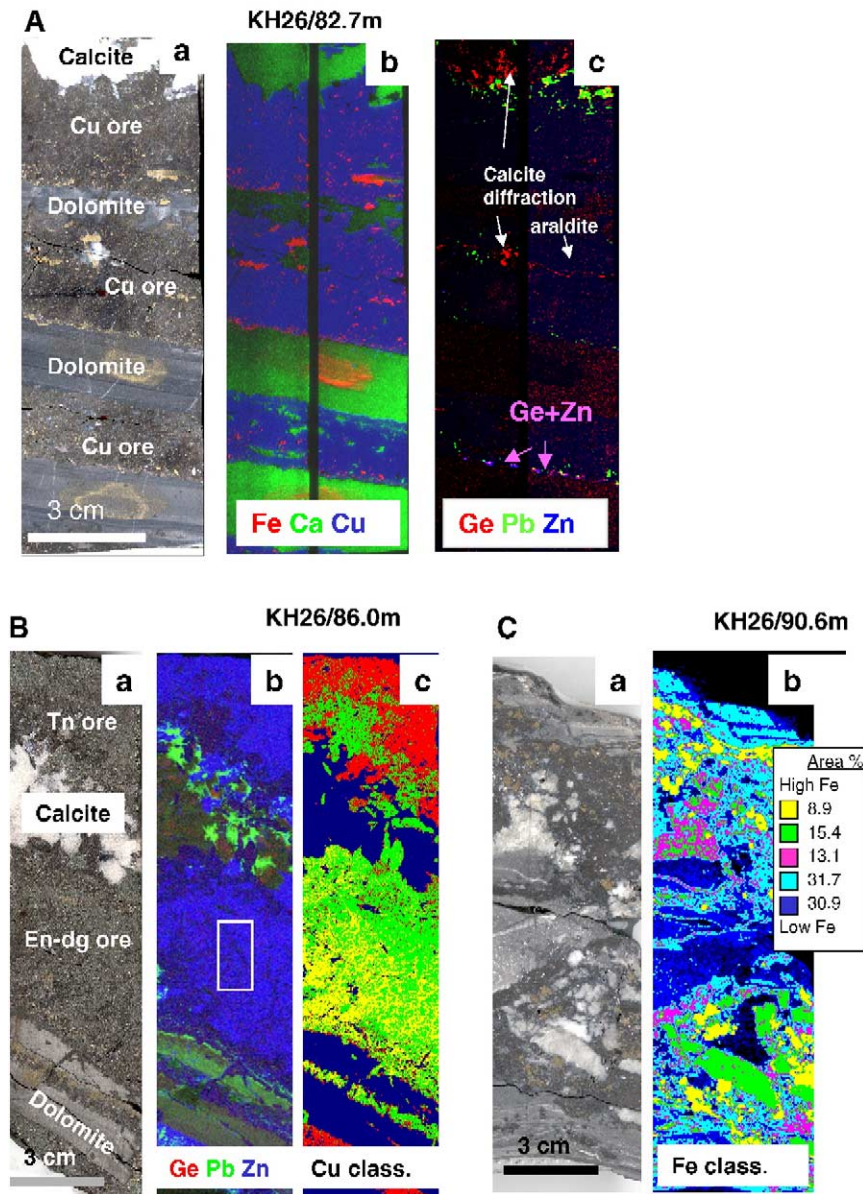 A
KH26/82.7m
a
Calcite
Cu ore
Dolomite
Cu ore
Dolomite
Cu ore
3 cm
b
Fe Ca Cu
c
Calcite
diffraction
araldite
Ge+Zn
Ge Pb Zn
B
KH26/86.0m
a
Tn ore
Calcite
En-dg ore
Dolomite
3 cm
b
Ge Pb Zn
c
Cu class.
C
KH26/90.6m
a
3 cm
b
Area %
High Fe
8.9
15.4
13.1
31.7
30.9
Low Fe
Fe class.